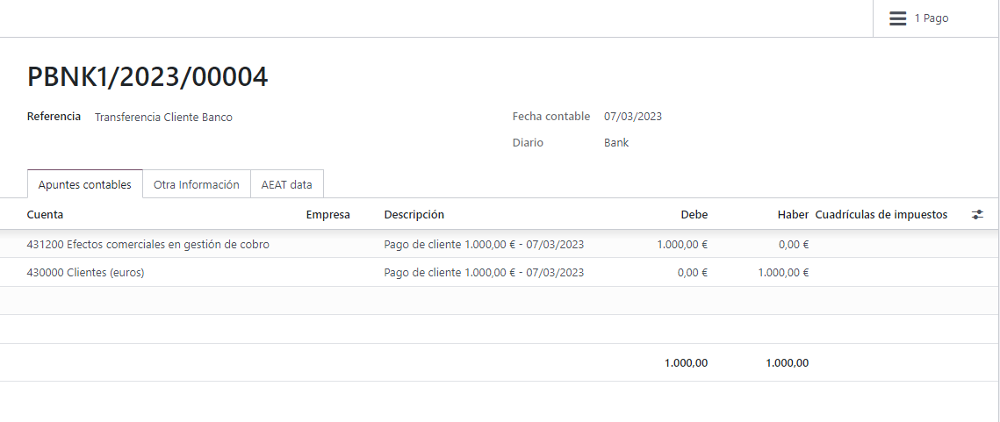 1 Pago
PBNK1/2023/00004
Referencia Transferencia Cliente Banco Fecha contable 07/03/2023
Diario Bank
Apuntes contables Otra Información AEAT data
Cuenta Empresa Descripción Debe Haber Cuadrículas de impuestos
431200 Efectos comerciales en gestión de cobro Pago de cliente 1.000,00 € - 07/03/2023 1.000,00 € 0,00 €
430000 Clientes (euros) Pago de cliente 1.000,00 € - 07/03/2023 0,00 € 1.000,00 €
1.000,00 1.000,00